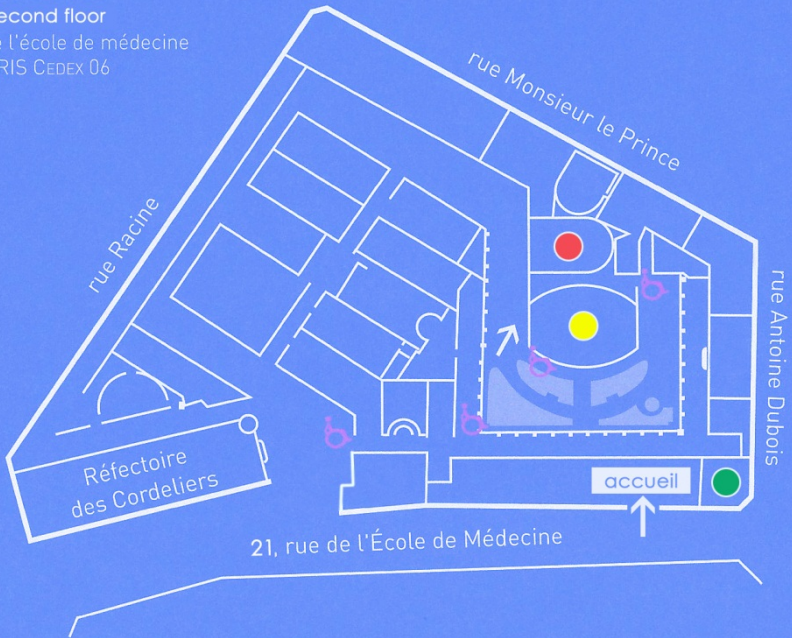 econd floor
e l'école de médecine
RIS CEDEX 06
rue Monsieur le Prince
rue Racine
rue Antoine Dubois
Réfectoire
des Cordeliers
accueil
21, rue de l'École de Médecine